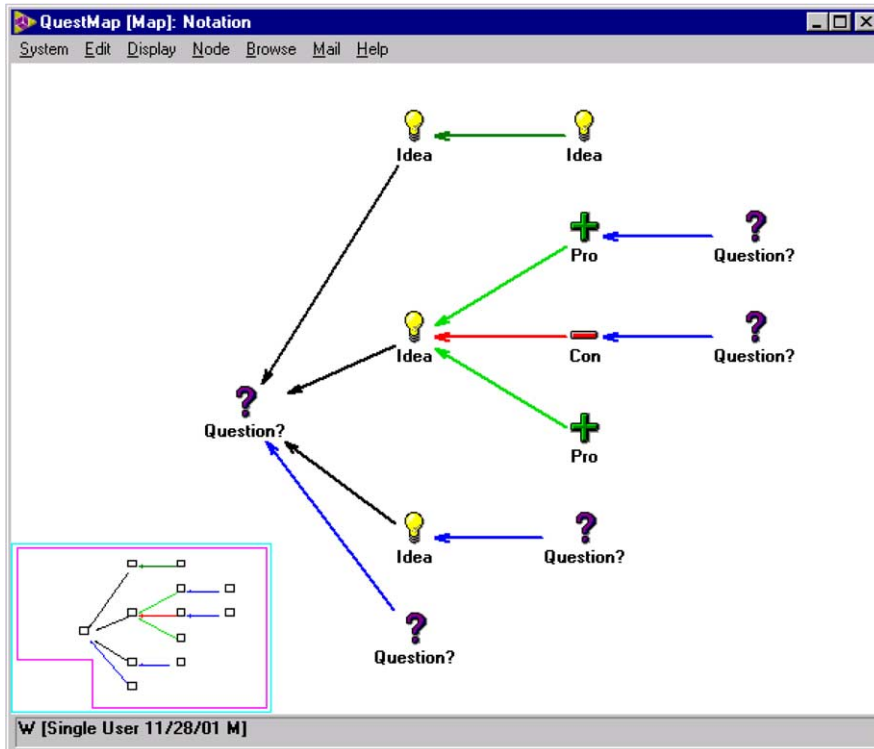 QuestMap [Map]: Notation
System Edit Display Node Browse Mail Help
Idea Idea
Pro Question?
Idea Con Question?
Question?
Pro
Idea Question?
Question?
W [Single User 11/28/01 M]